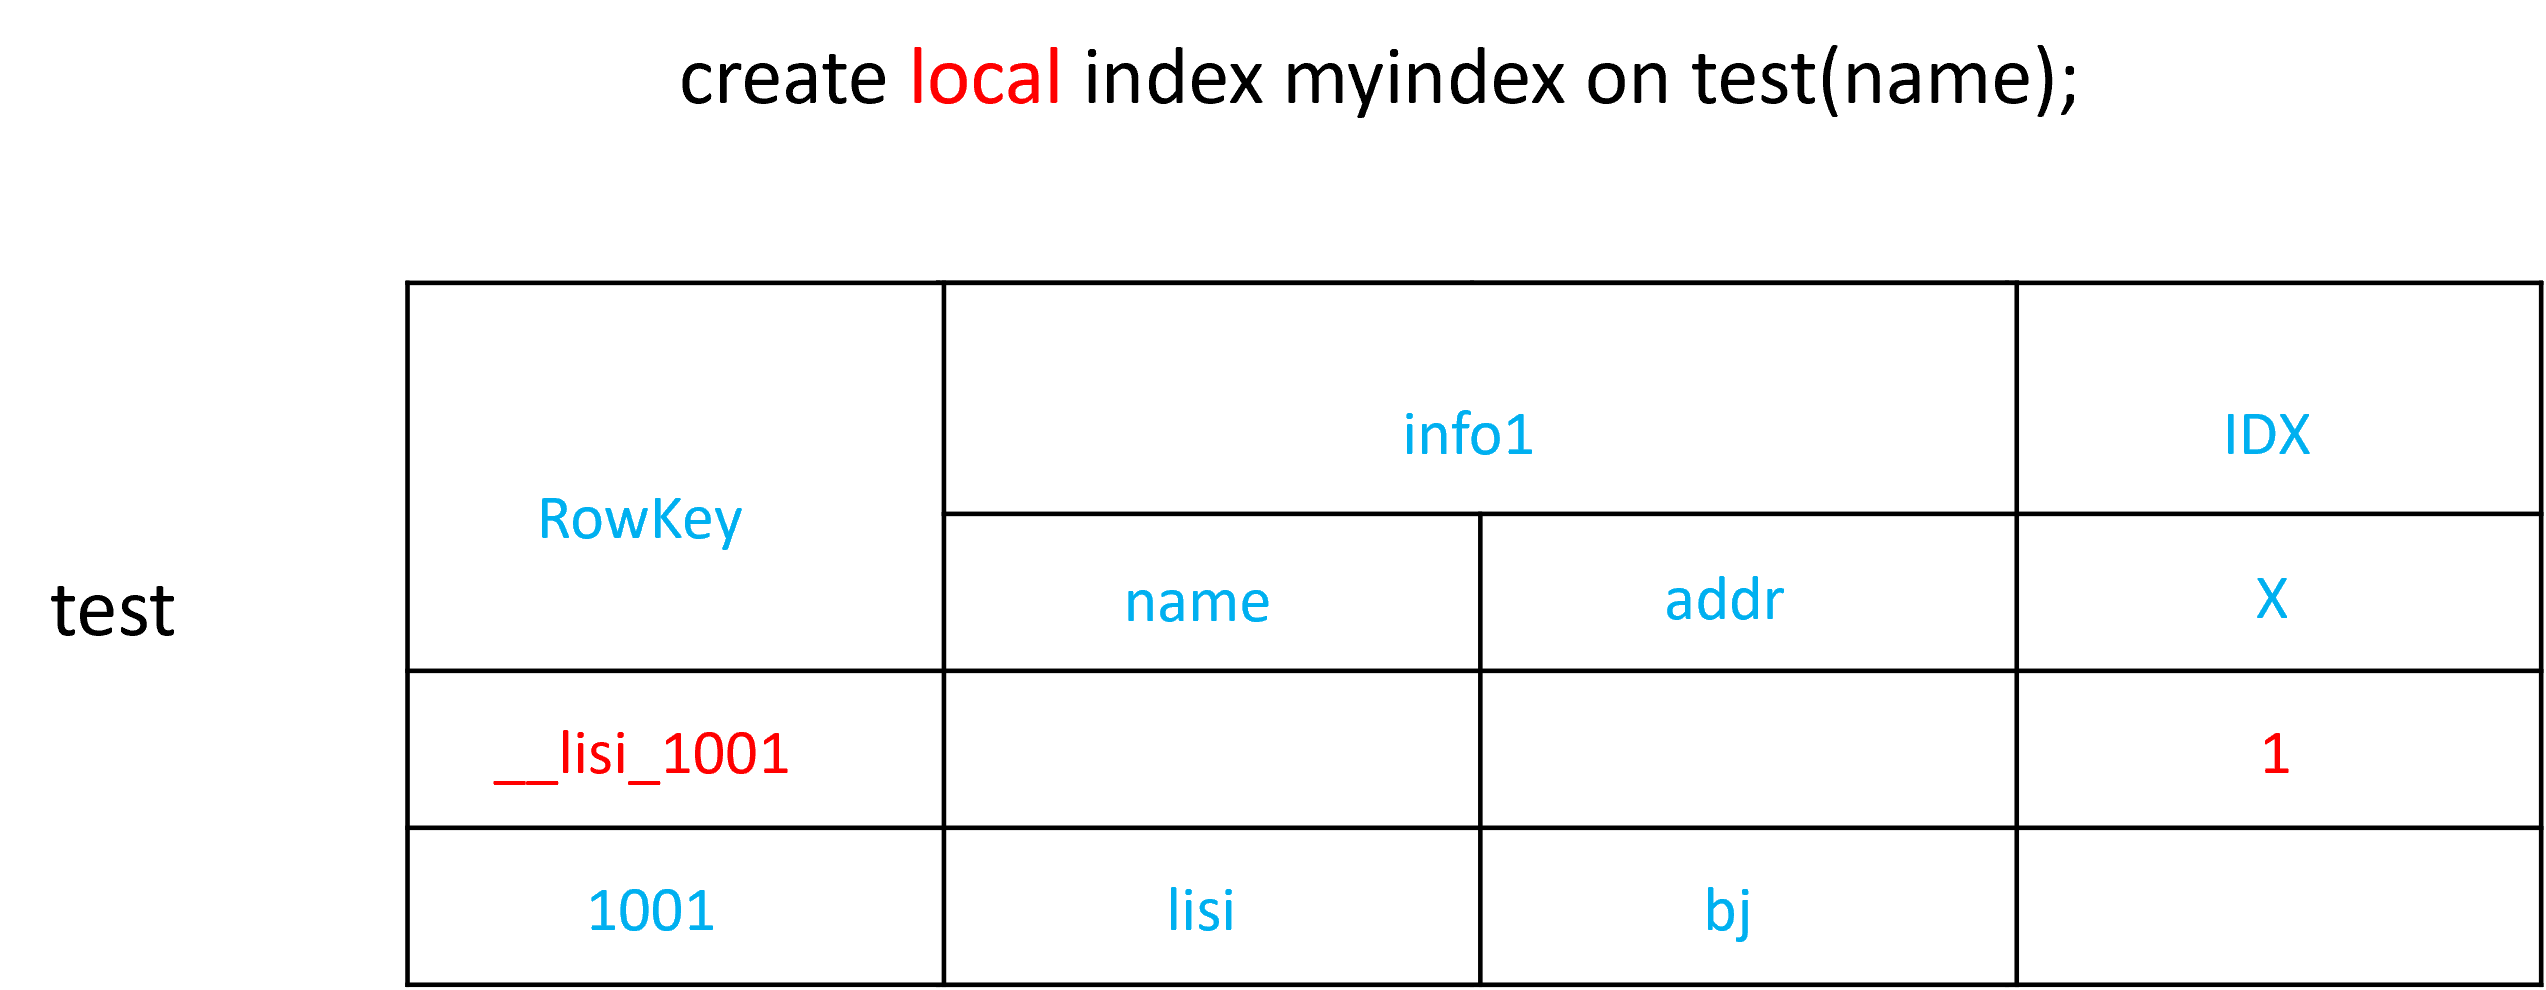 create local index myindex on test(name);
info1 IDX
RowKey
name addr X
test
__lisi_1001 1
1001 lisi bj